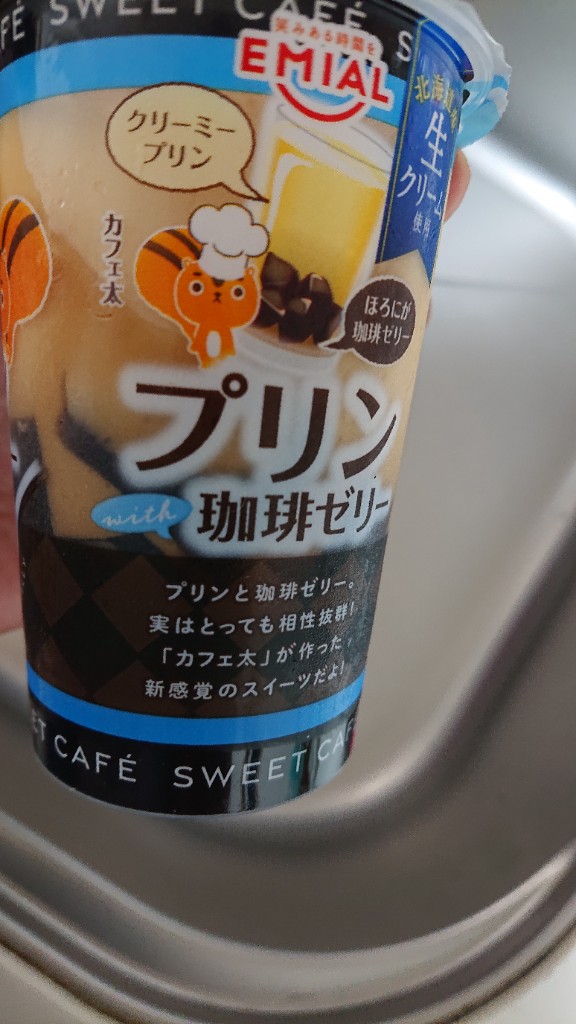 FÉ SWEET CAFÉ S
笑みある時間を
EMIAL
北海道
生
クリーム
使用
クリーミー
プリン
カフェ太
ほろにが
珈琲ゼリー
プリン
with 珈琲ゼリー
プリンと珈琲ゼリー。
実はとっても相性抜群!
「カフェ太」が作った
新感覚のスイーツだよ!
ET CAFÉ SWEET CAF